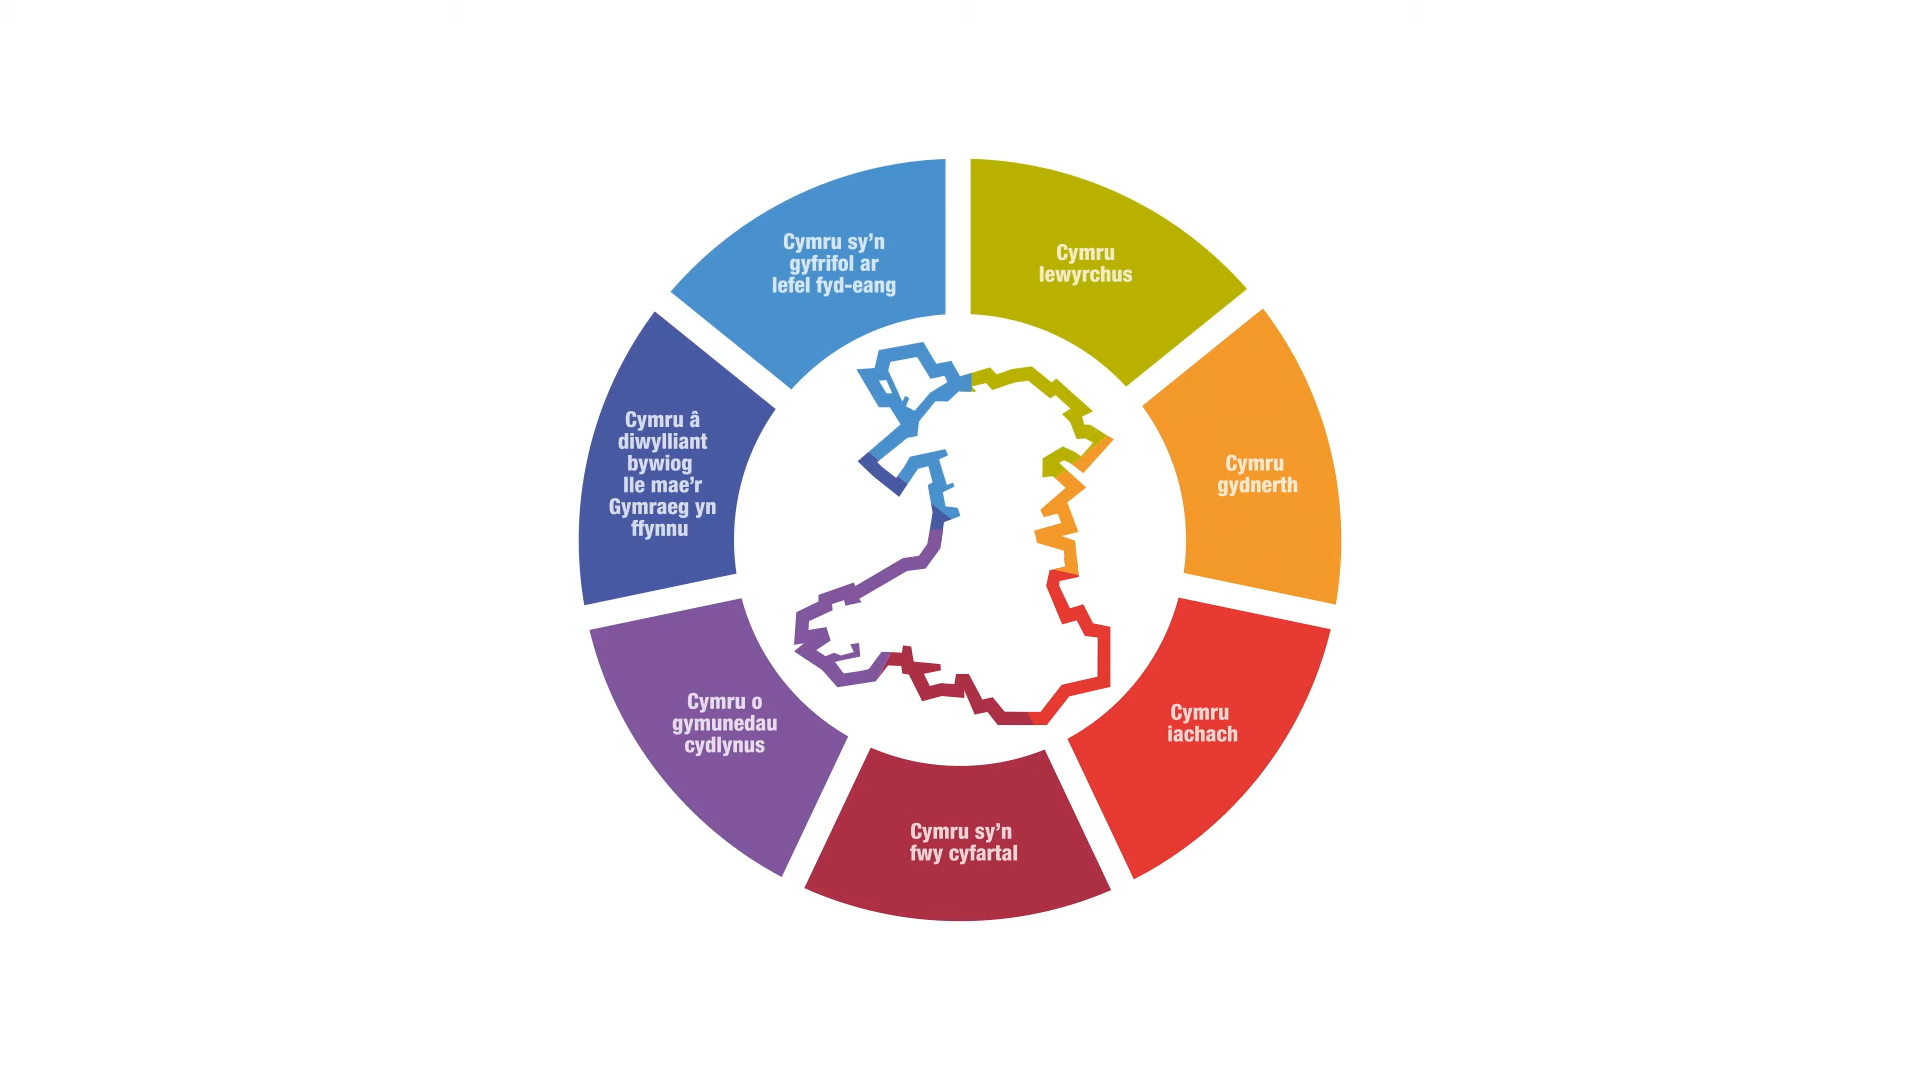 Cymru sy’n
gyfrifol ar
lefel fyd-eang
Cymru
lewyrchus
Cymru
gydnerth
Cymru
iachach
Cymru sy’n
fwy cyfartal
Cymru o
gymunedau
cydlynus
Cymru â
diwylliant
bywiog
lle mae’r
Gymraeg yn
ffynnu